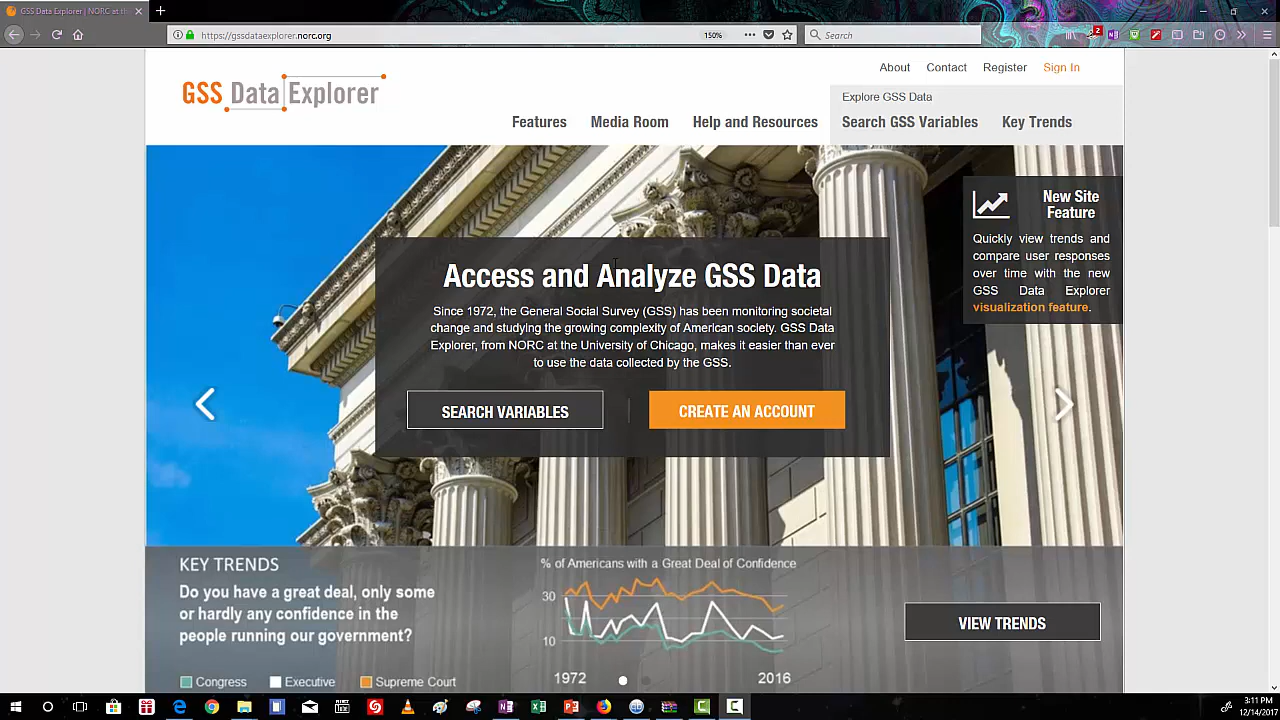 GSS Data Explorer | NORC at th
https://gssdataexplorer.norc.org
150%
Search
2
About Contact Register Sign In
GSS Data Explorer
Explore GSS Data
Features Media Room Help and Resources Search GSS Variables Key Trends
New Site
Feature
Quickly view trends and
compare user responses
over time with the new
GSS Data Explorer
visualization feature.
Access and Analyze GSS Data
Since 1972, the General Social Survey (GSS) has been monitoring societal
change and studying the growing complexity of American society. GSS Data
Explorer, from NORC at the University of Chicago, makes it easier than ever
to use the data collected by the GSS.
SEARCH VARIABLES
CREATE AN ACCOUNT
KEY TRENDS
Do you have a great deal, only some
or hardly any confidence in the
people running our government?
Congress Executive Supreme Court
% of Americans with a Great Deal of Confidence
30
10
1972 2016
VIEW TRENDS
3:11 PM
12/14/2017